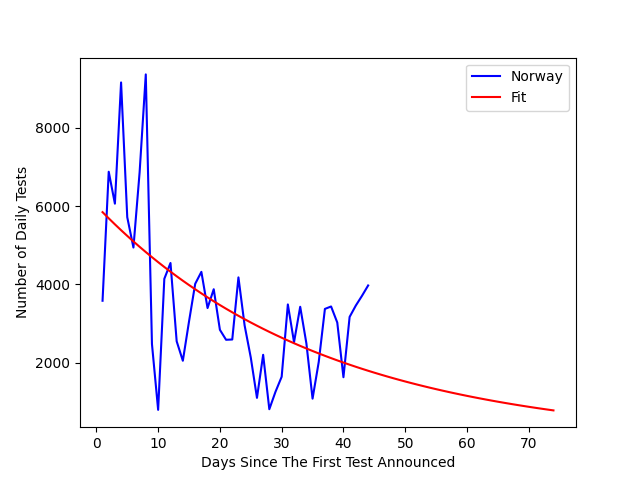 Norway
Fit
Number of Daily Tests
8000
6000
4000
2000
0 10 20 30 40 50 60 70
Days Since The First Test Announced